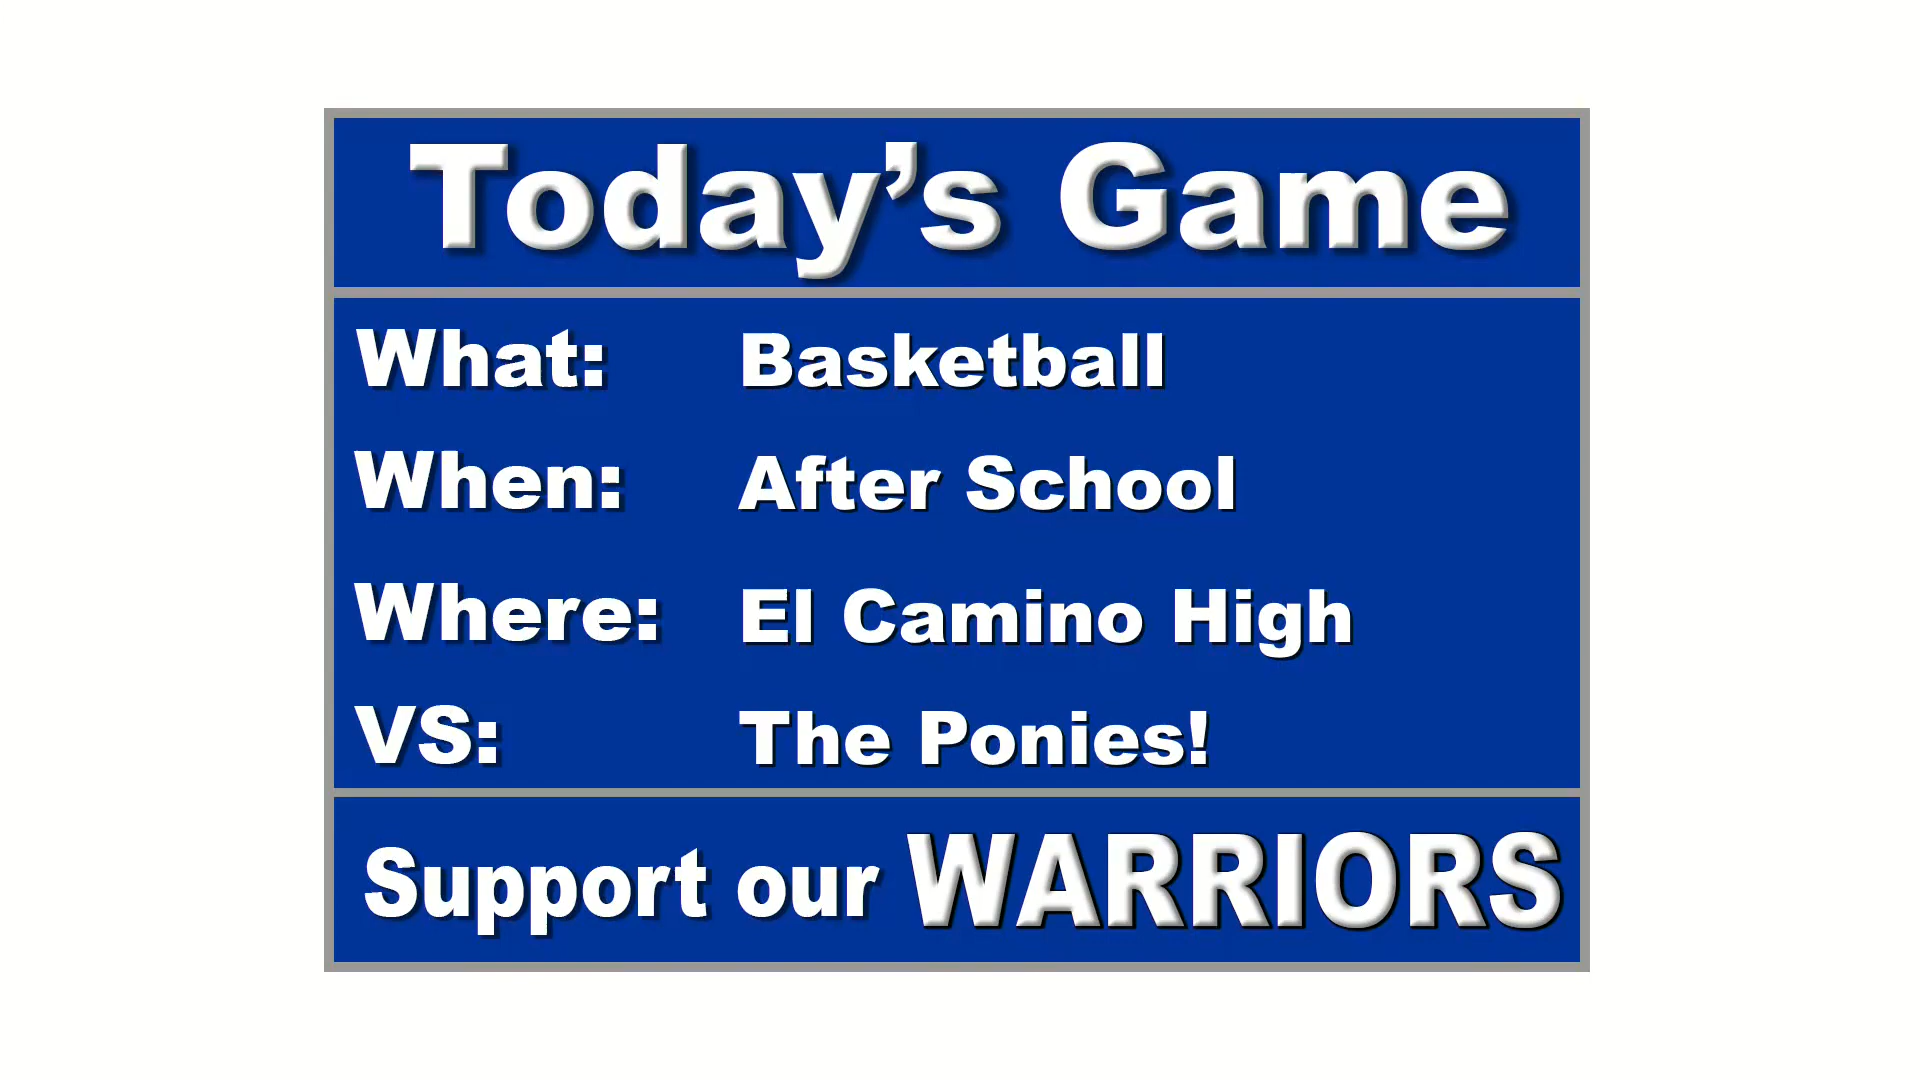 Today’s Game
What: Basketball
When: After School
Where: El Camino High
VS: The Ponies!
Support our WARRIORS